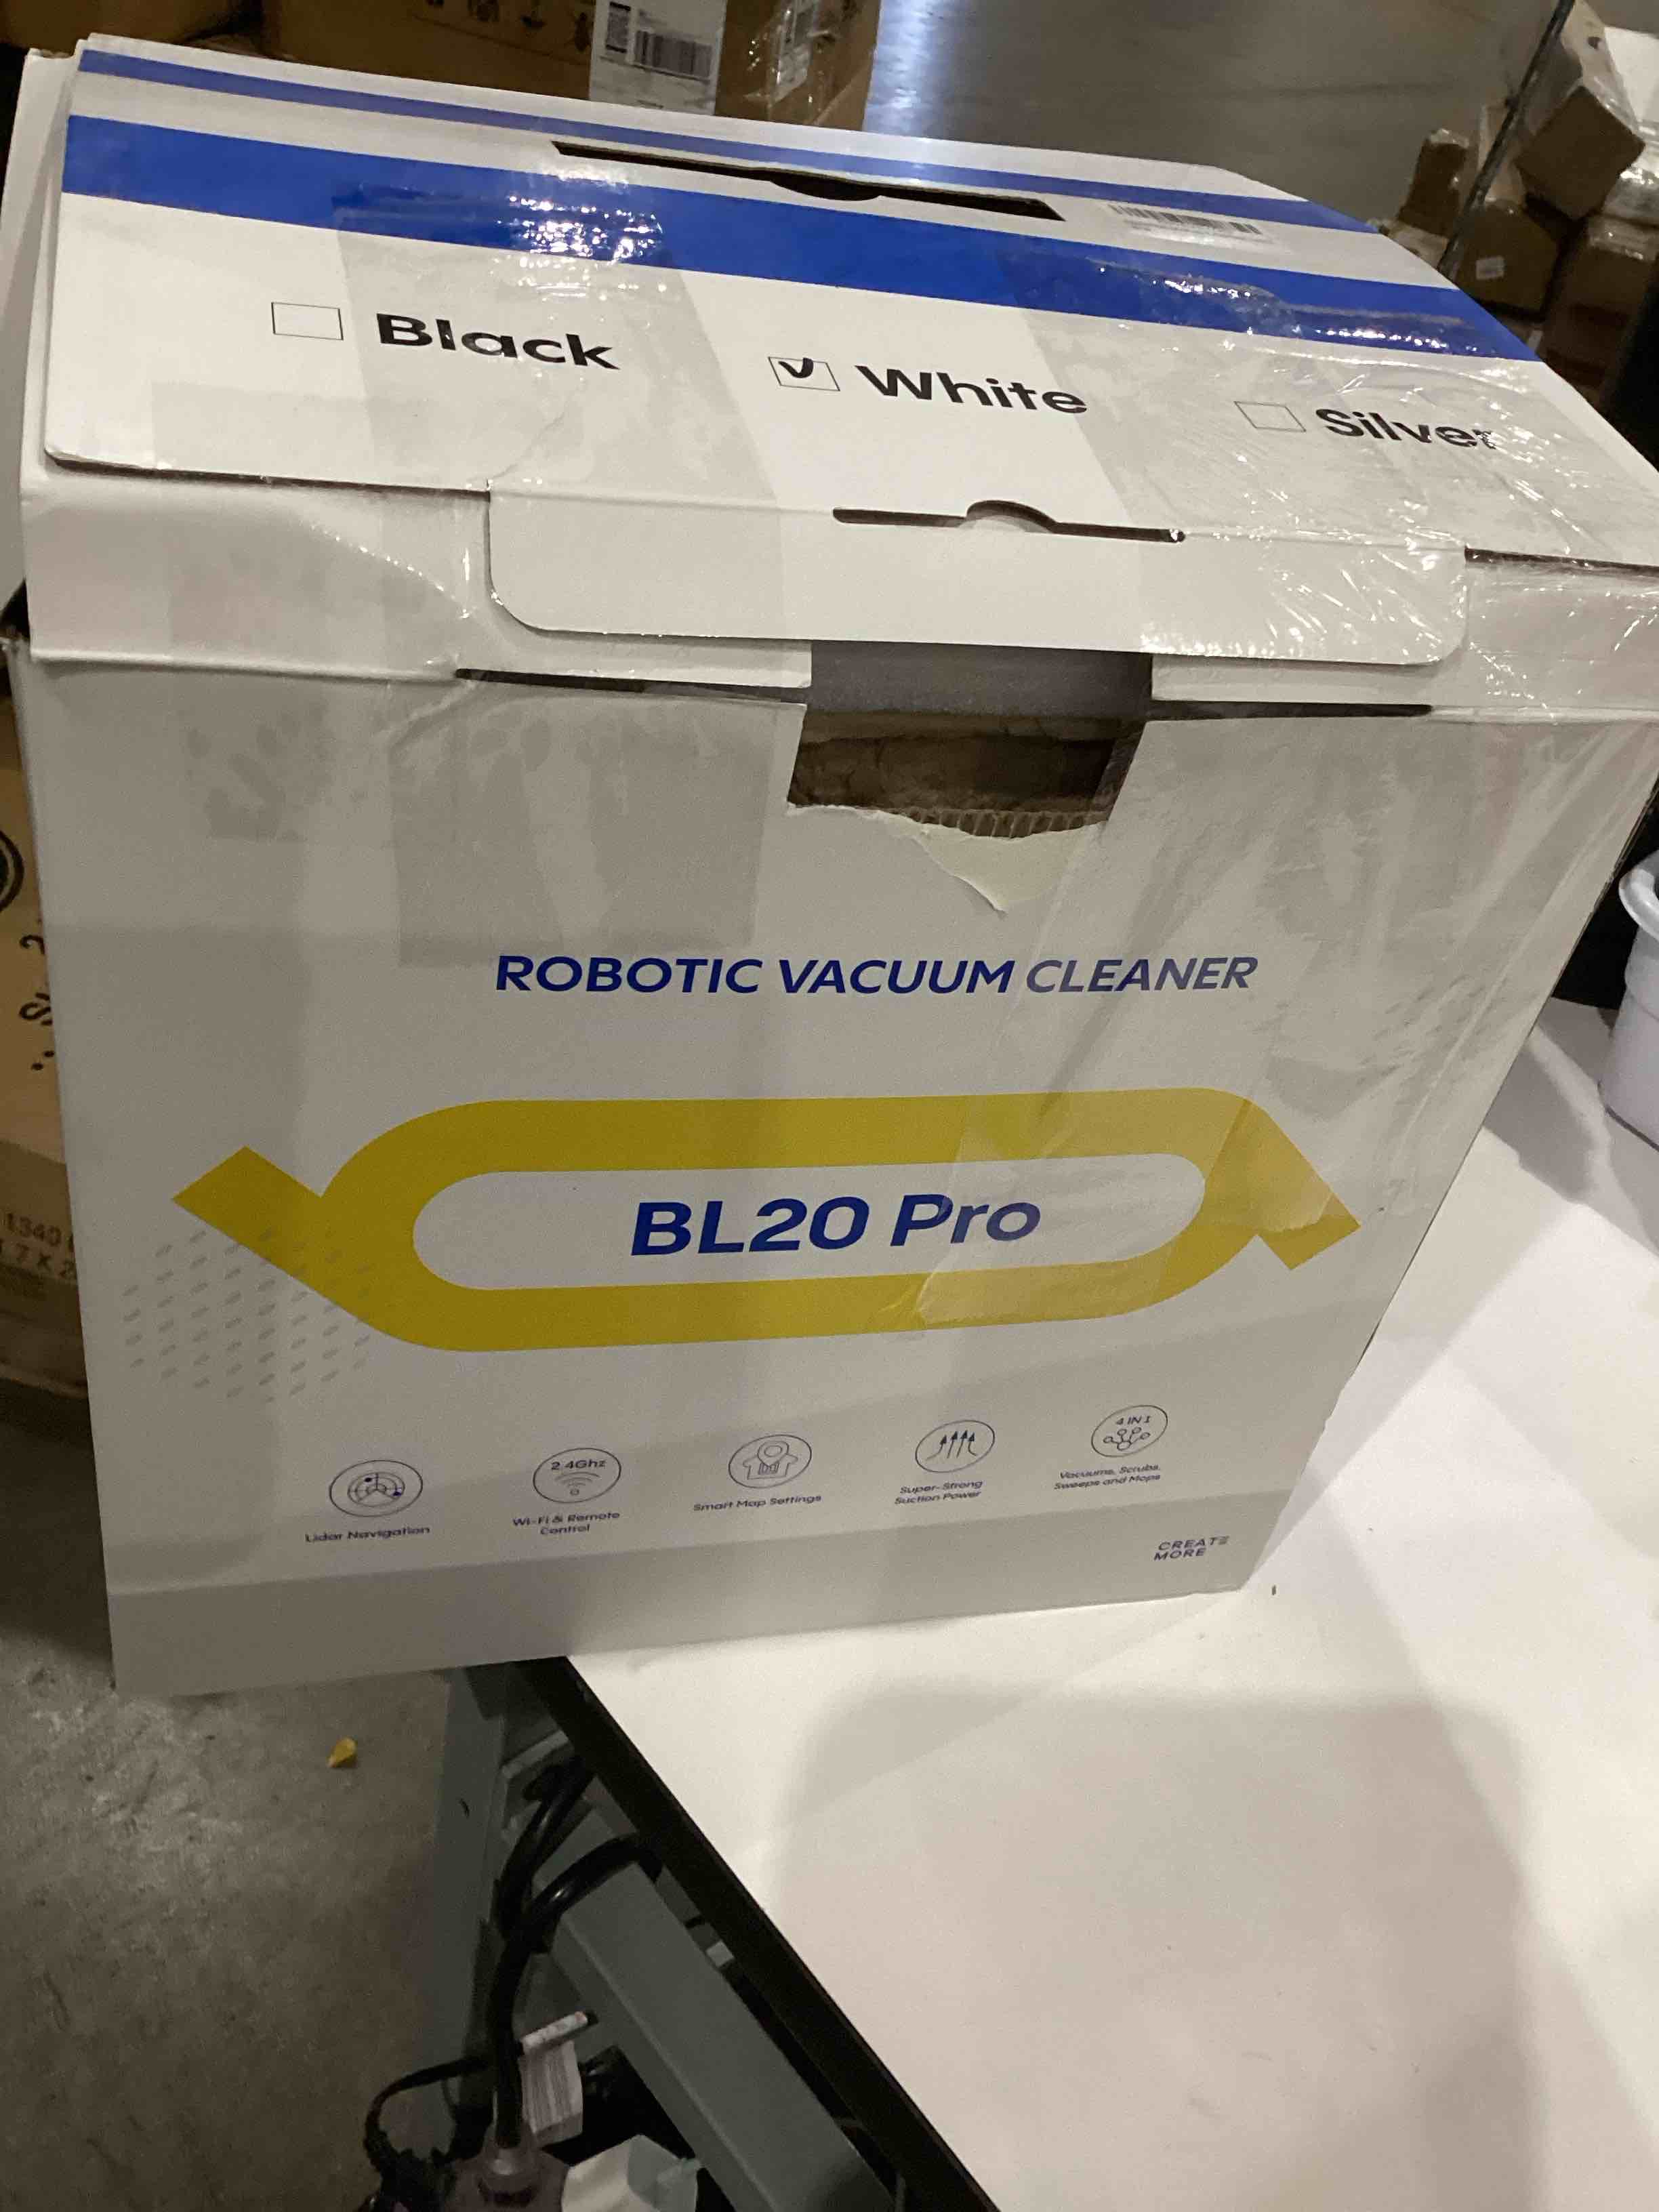 Black
White
Silver
ROBOTIC VACUUM CLEANER
BL20 Pro
Lidar Navigation
2.4Ghz
Wi-Fi & Remote
Control
Smart Map Settings
Super-Strong
Suction Power
4 IN 1
Vacuums, Scrubs,
Sweeps and Mops
CREATE
MORE
1340